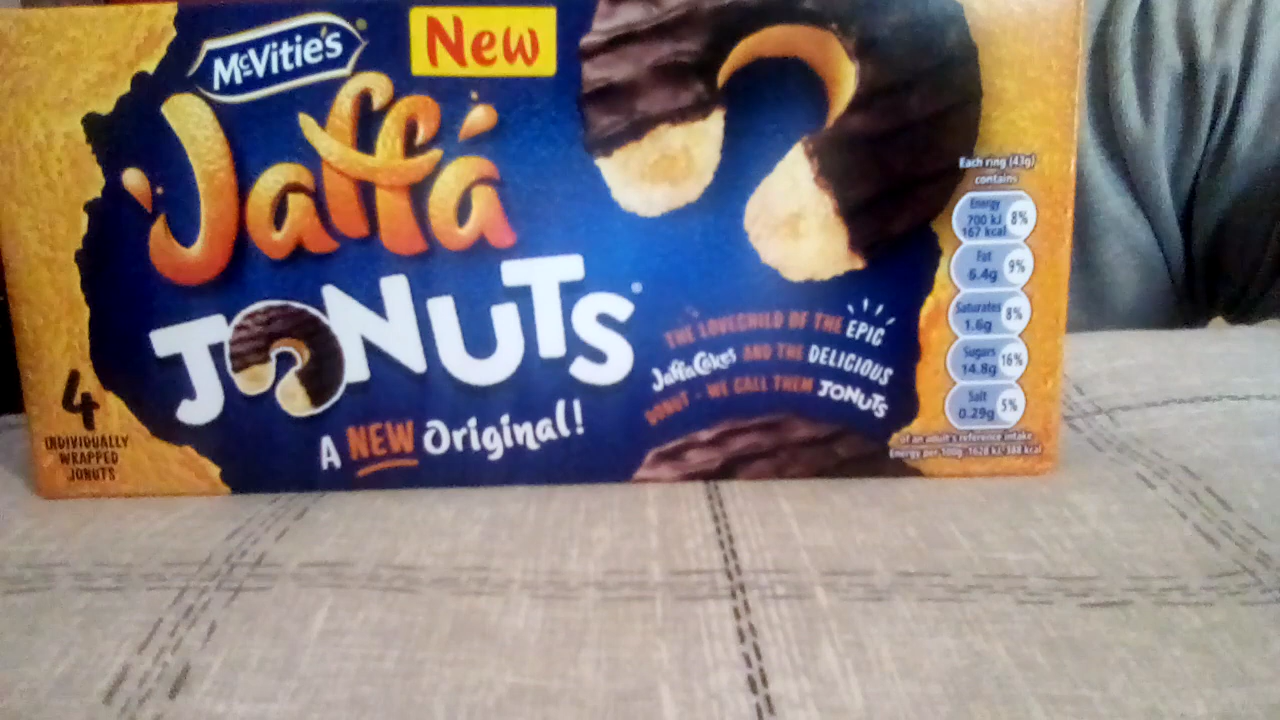 McVitie's
New
Jaffa
JONUTS
A NEW Original!
THE LOVECHILD OF THE EPIC
JaffaCakes AND THE DELICIOUS
DONUT - WE CALL THEM JONUTS
4
INDIVIDUALLY
WRAPPED
JONUTS
Each ring (43g)
contains
Energy
700 kJ
167 kcal
8%
Fat
6.4g
9%
Saturates
1.6g
8%
Sugars
14.8g
16%
Salt
0.29g
5%
of an adult's reference intake
Energy per 100g: 1628 kJ/388 kcal